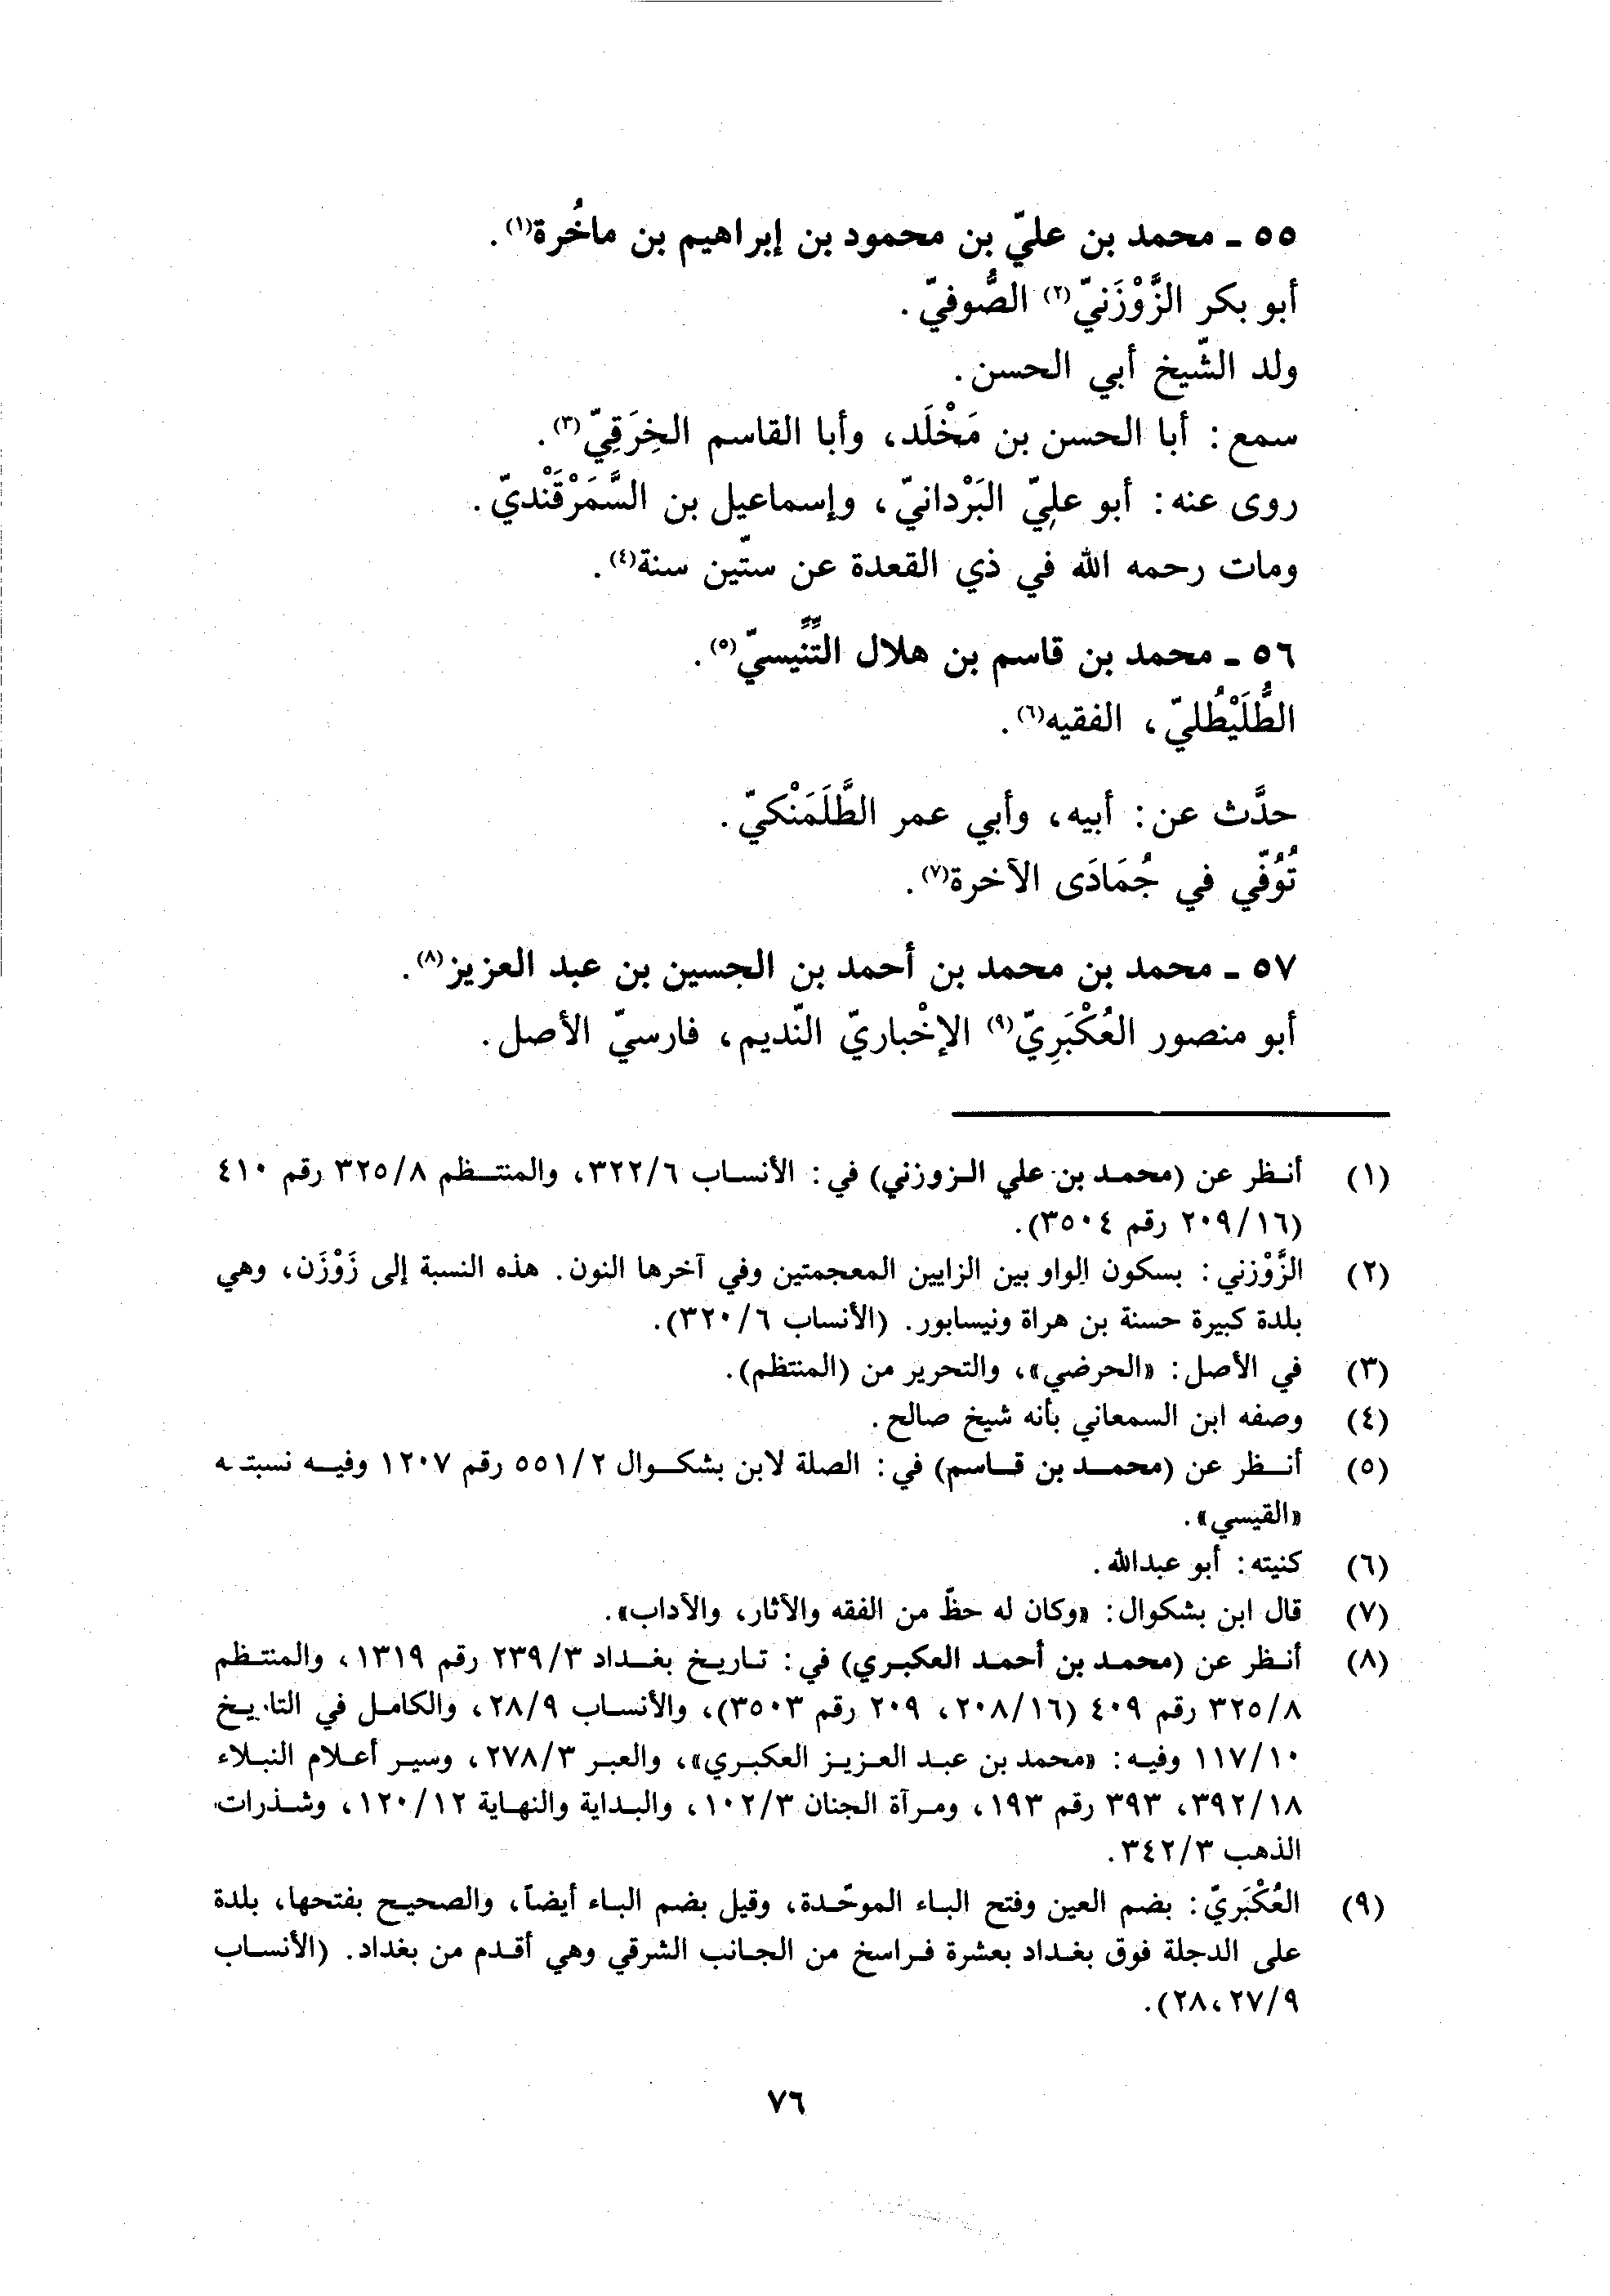 ٥٥ ـ محمد بن عليّ بن محمود بن إبراهيم بن ماخُرة(١).
أبو بكر الزَّوْزَنيّ(٢) الصُّوفيّ.
ولد الشّيخ أبي الحسن.
سمع: أبا الحسن بن مَخْلَد، وأبا القاسم الخِرَقِيّ(٣).
روى عنه: أبو عليّ البَرْدانيّ، وإسماعيل بن السَّمَرْقَنْديّ.
ومات رحمه الله في ذي القعدة عن ستّين سنة(٤).
٥٦ ـ محمد بن قاسم بن هلال التِّنِّيسيّ(٥).
الطُّلَيْطُليّ، الفقيه(٦).
حدَّث عن: أبيه، وأبي عمر الطَّلَمَنْكيّ.
تُوُفّي في جُمَادَى الآخرة(٧).
٥٧ ـ محمد بن محمد بن أحمد بن الحسين بن عبد العزيز(٨).
أبو منصور العُكْبَرِيّ(٩) الإخْباريّ النّديم، فارسيّ الأصل.
(١) أنظر عن (محمد بن علي الزوزني) في: الأنساب ٣٢٢/٦، والمنتظم ٣٢٥/٨ رقم ٤١٠
(٢٠٩/١٦ رقم ٣٥٠٤).
(٢) الزَّوْزني: بسكون الواو بين الزايين المعجمتين وفي آخرها النون. هذه النسبة إلى زَوْزَن، وهي
بلدة كبيرة حسنة بن هراة ونيسابور. (الأنساب ٣٢٠/٦).
(٣) في الأصل: «الحرضي»، والتحرير من (المنتظم).
(٤) وصفه ابن السمعاني بأنه شيخ صالح.
(٥) أنظر عن (محمد بن قاسم) في: الصلة لابن بشكوال ٥٥١/٢ رقم ١٢٠٧ وفيه نسبته
«القيسي».
(٦) كنيته: أبو عبدالله.
(٧) قال ابن بشكوال: «وكان له حظّ من الفقه والأثار، والأداب».
(٨) أنظر عن (محمد بن أحمد العكبري) في: تاريخ بغداد ٢٣٩/٣ رقم ١٣١٩، والمنتظم
٣٢٥/٨ رقم ٤٠٩ (٢٠٨/١٦، ٢٠٩ رقم ٣٥٠٣)، والأنساب ٢٨/٩، والكامل في التاريخ
١١٧/١٠ وفيه: «محمد بن عبد العزيز العكبري»، والعبر ٢٧٨/٣، وسير أعلام النبلاء
٣٩٢/١٨، ٣٩٣ رقم ١٩٣، ومرآة الجنان ١٠٢/٣، والبداية والنهاية ١٢٠/١٢، وشذرات
الذهب ٣٤٢/٣.
(٩) العُكْبَريّ: بضم العين وفتح الباء الموحّدة، وقيل بضم الباء أيضاً، والصحيح بفتحها، بلدة
على الدجلة فوق بغداد بعشرة فراسخ من الجانب الشرقي وهي أقدم من بغداد. (الأنساب
٢٧/٩، ٢٨).
٧٦